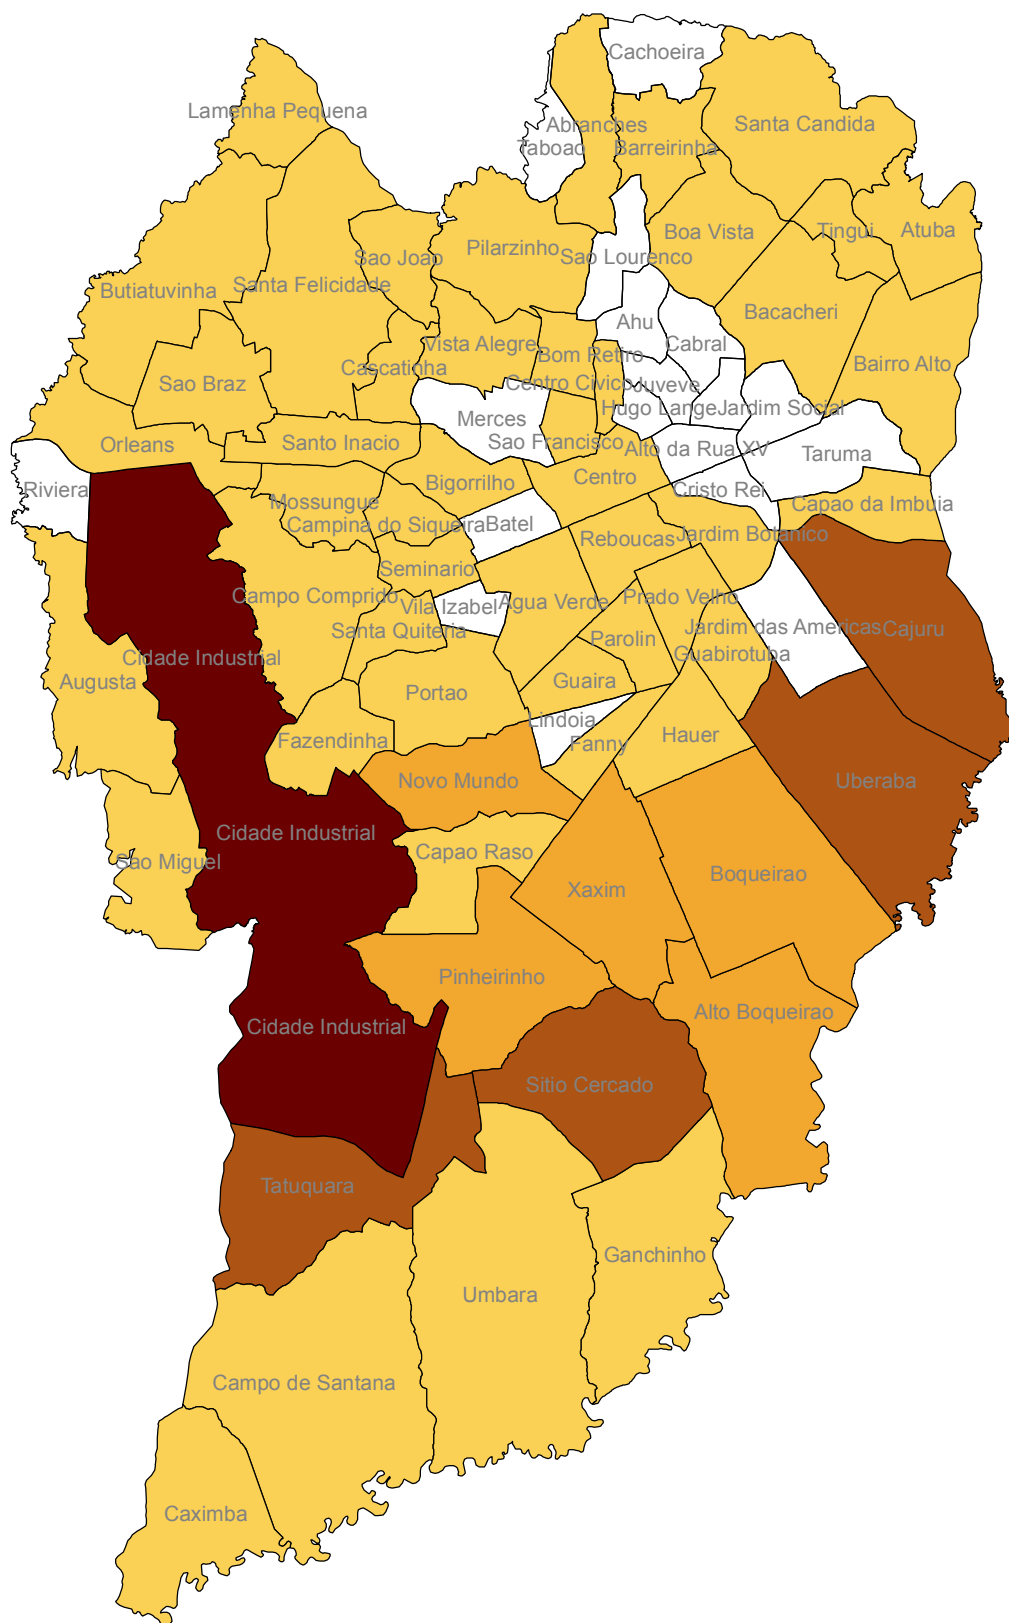 Cachoeira
Lamenha Pequena
Abranches
Santa Candida
Taboao
Barreirinha
Boa Vista
Tingui
Atuba
Pilarzinho
Sao Joao
Sao Lourenco
Butiatuvinha
Santa Felicidade
Ahu
Bacacheri
Cabral
Vista Alegre
Bom Retiro
Bairro Alto
Cascatinha
Sao Braz
Centro Civico
Juveve
Hugo Lange
Jardim Social
Merces
Sao Francisco
Orleans
Santo Inacio
Alto da Rua XV
Taruma
Riviera
Bigorrilho
Centro
Cristo Rei
Mossungue
Capao da Imbuia
Campina do Siqueira
Batel
Reboucas
Jardim Botanico
Seminario
Campo Comprido
Vila Izabel
Agua Verde
Prado Velho
Santa Quiteria
Parolin
Jardim das Americas
Cajuru
Cidade Industrial
Guabirotuba
Augusta
Portao
Guaira
Lindoia
Fazendinha
Fanny
Hauer
Novo Mundo
Uberaba
Cidade Industrial
Sao Miguel
Capao Raso
Xaxim
Boqueirao
Pinheirinho
Alto Boqueirao
Cidade Industrial
Sitio Cercado
Tatuquara
Ganchinho
Umbara
Campo de Santana
Caximba